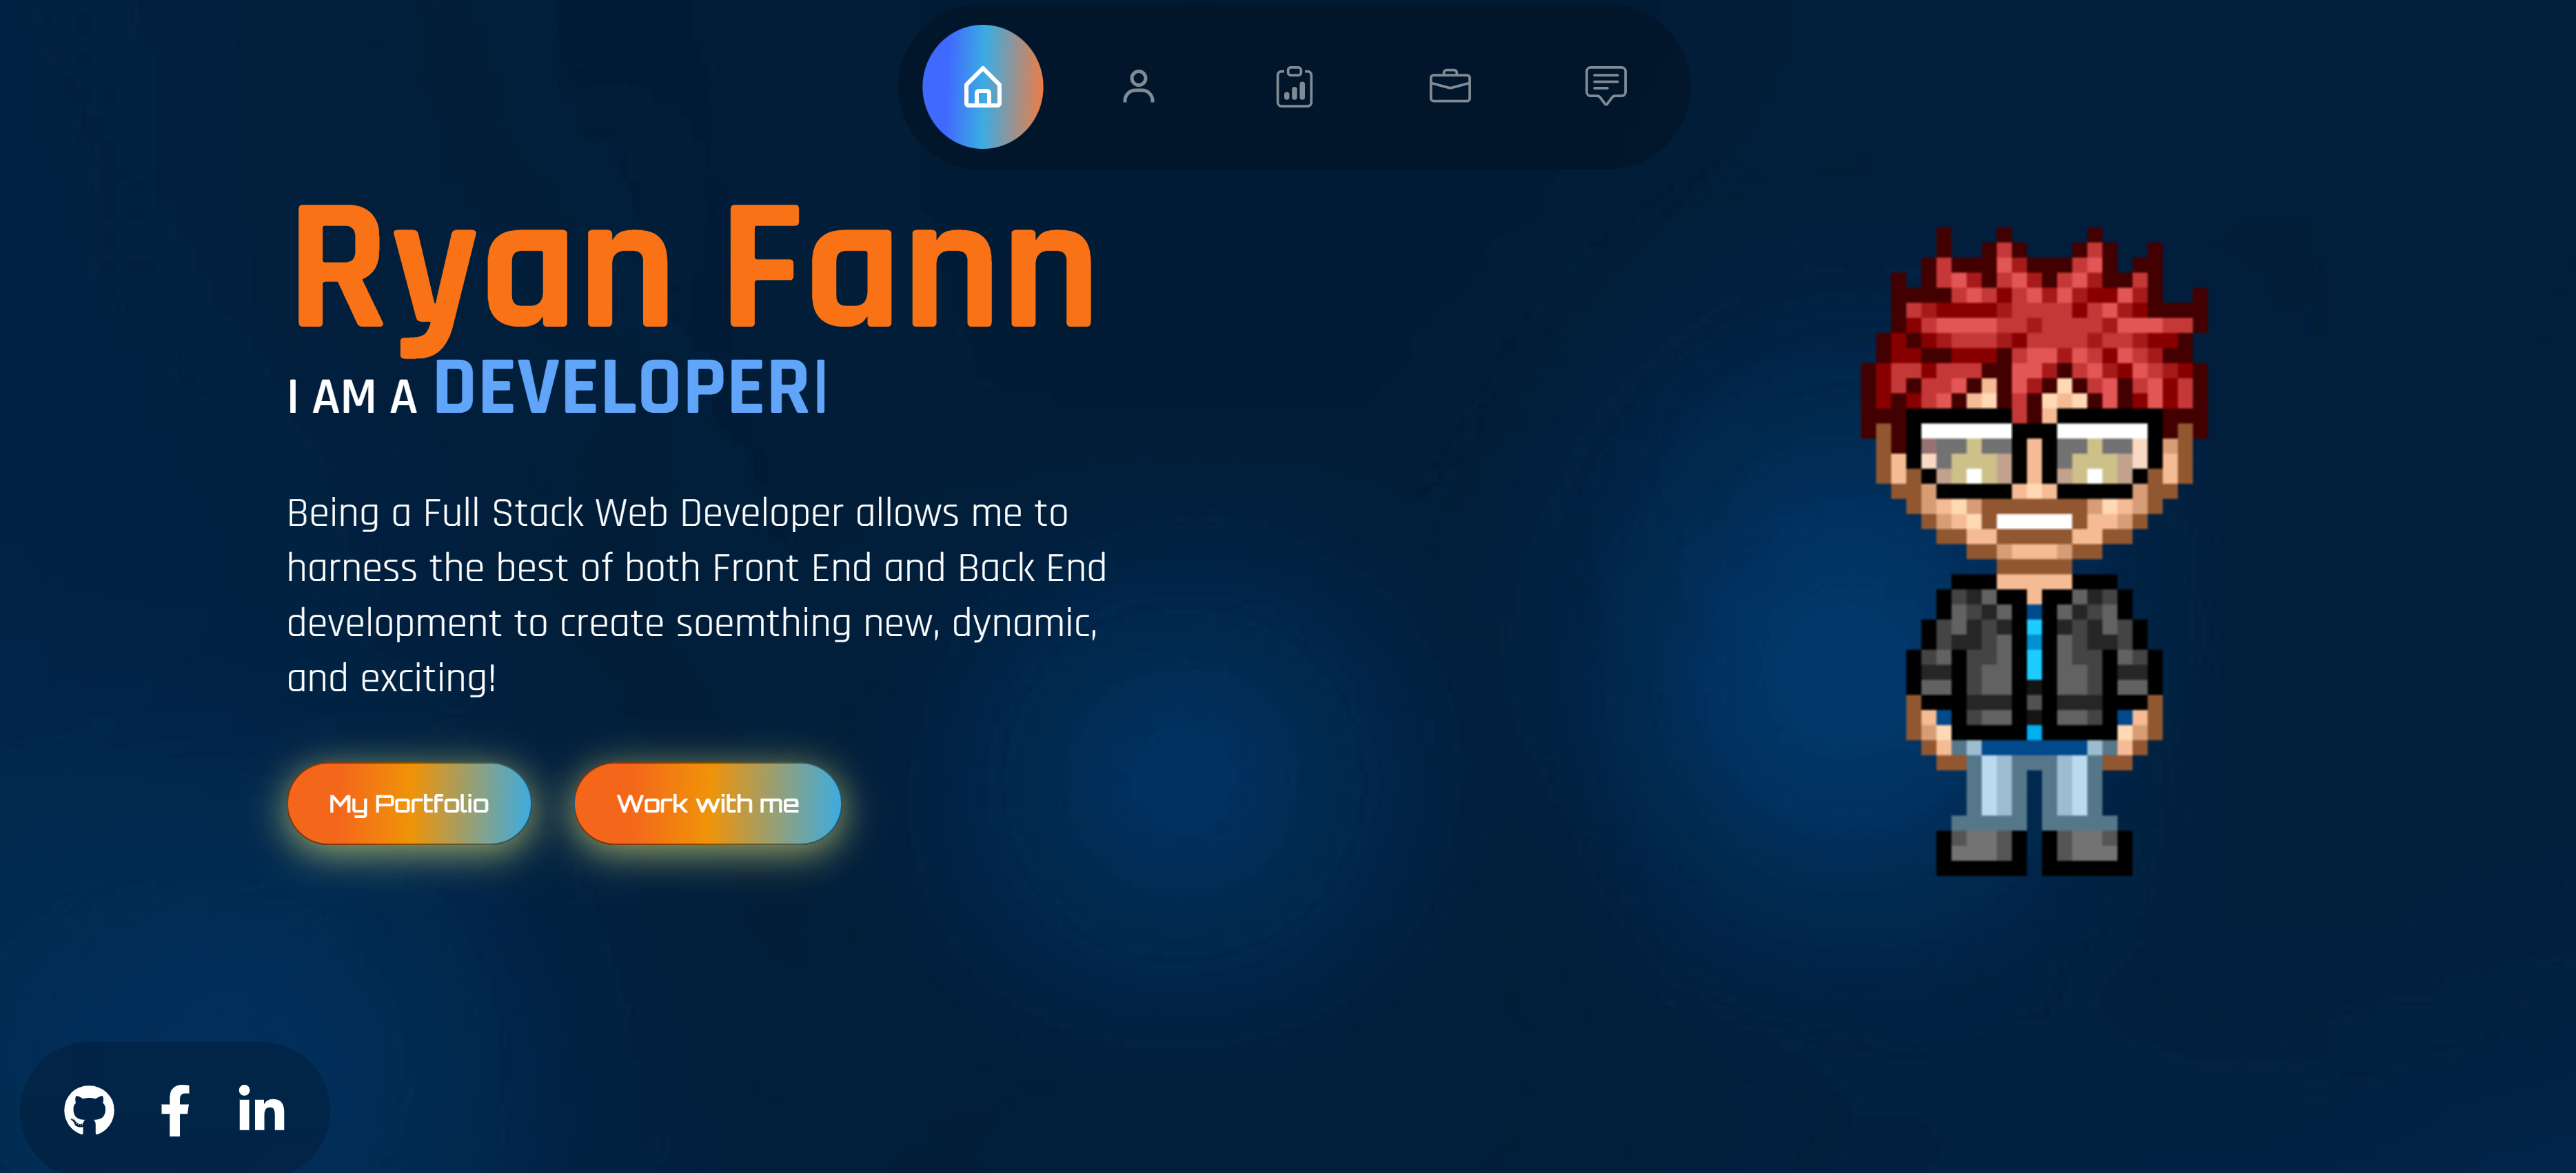 Ryan Fann
I AM A DEVELOPER|
Being a Full Stack Web Developer allows me to
harness the best of both Front End and Back End
development to create soemthing new, dynamic,
and exciting!
My Portfolio
Work with me
in